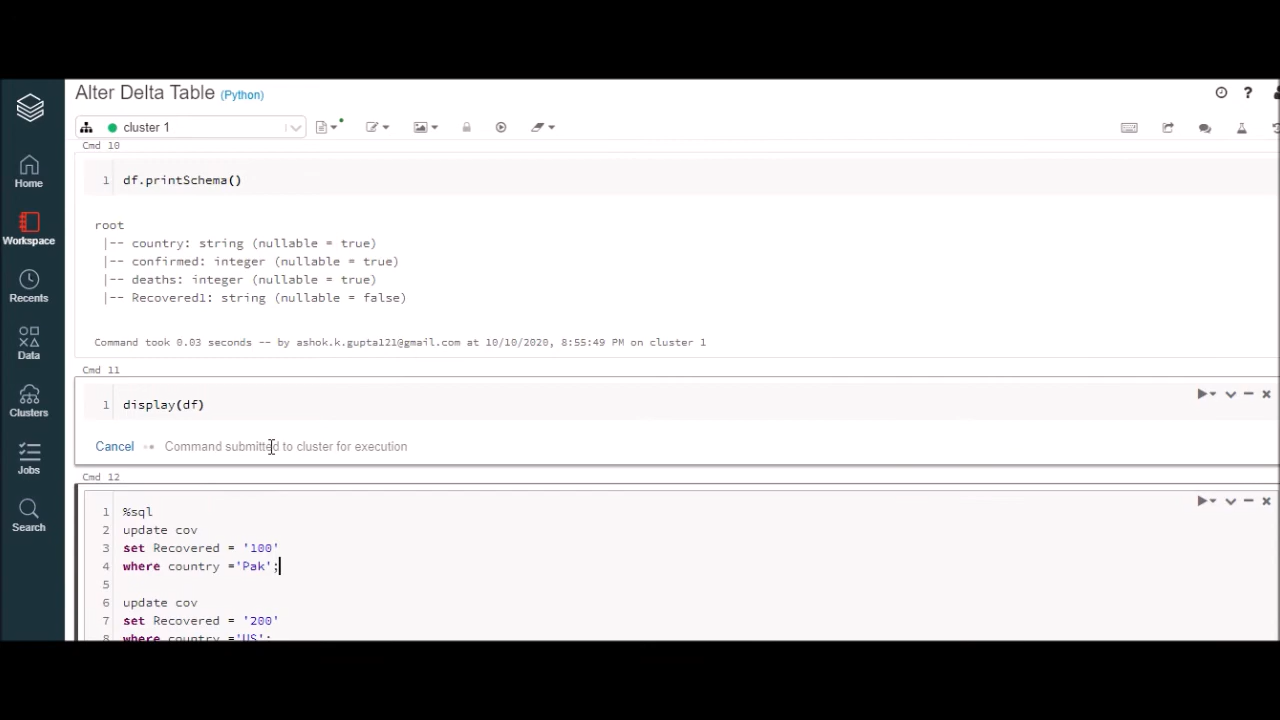 Alter Delta Table (Python)
cluster 1
Home
Workspace
Recents
Data
Clusters
Jobs
Search
Cmd 10
1 df.printSchema()
root
|-- country: string (nullable = true)
|-- confirmed: integer (nullable = true)
|-- deaths: integer (nullable = true)
|-- Recovered1: string (nullable = false)
Command took 0.03 seconds -- by ashok.k.gupta121@gmail.com at 10/10/2020, 8:55:49 PM on cluster 1
Cmd 11
1 display(df)
Cancel Command submitted to cluster for execution
Cmd 12
1 %sql
2 update cov
3 set Recovered = '100'
4 where country ='Pak';
5
6 update cov
7 set Recovered = '200'
8 where country ='US';